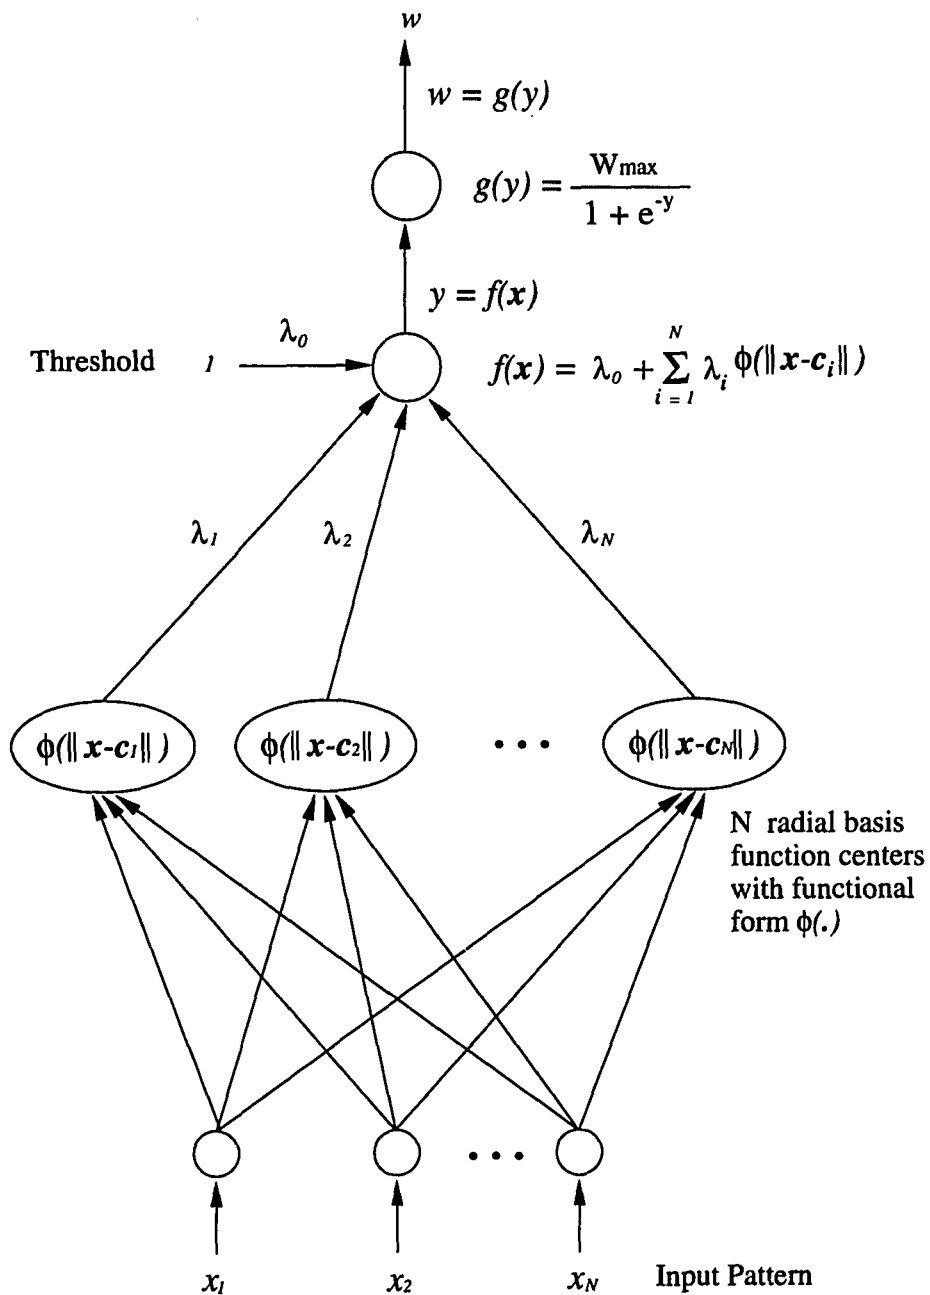 w
w = g(y)
g(y) = Wmax / 1 + e^-y
y = f(x)
λ0
Threshold 1
f(x) = λ0 + Σ i = 1 N λi ϕ(‖x-ci‖)
λ1 λ2 λN
ϕ(‖x-c1‖) ϕ(‖x-c2‖) • • • ϕ(‖x-cN‖)
N radial basis
function centers
with functional
form ϕ(.)
• • •
x1 x2 xN Input Pattern